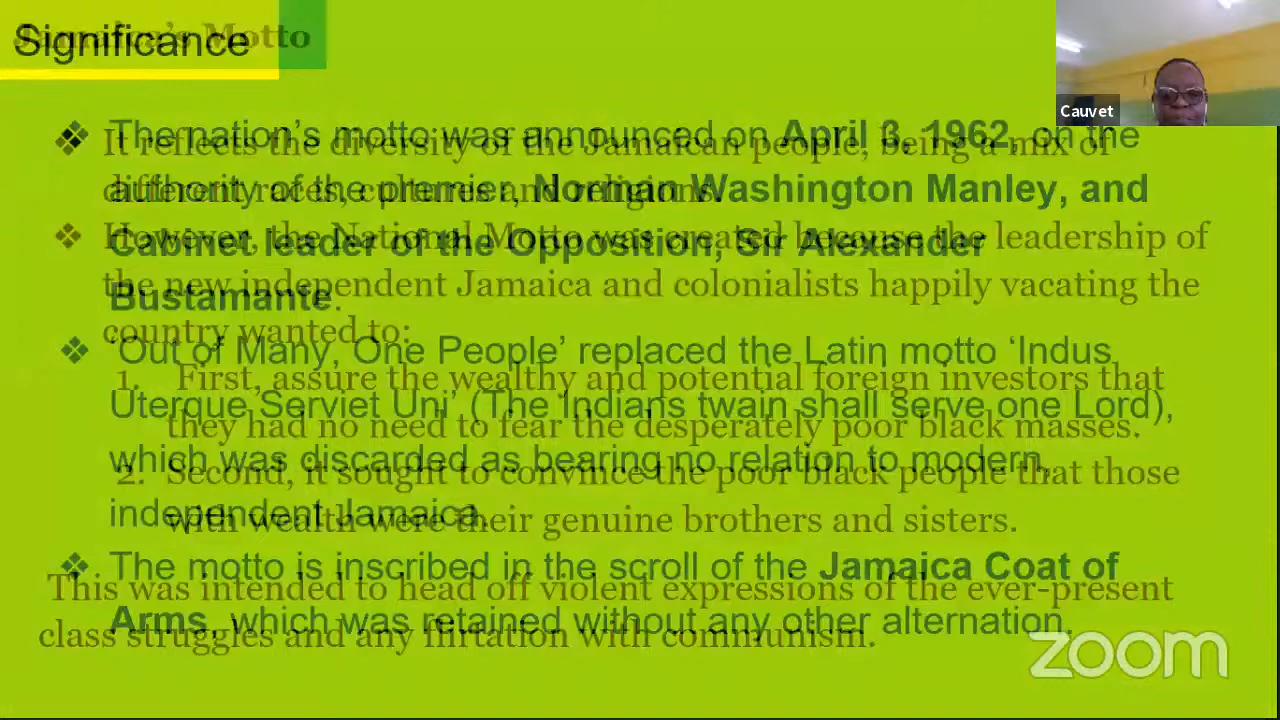 Jamaica's Motto
Significance
Cauvet
The nation's motto was announced on April 3, 1962, on the
authority of the premier, Norman Washington Manley, and
Cabinet leader of the Opposition, Sir Alexander
Bustamante.
'Out of Many, One People' replaced the Latin motto 'Indus
Uterque Serviet Uni' (The Indians twain shall serve one Lord),
which was discarded as bearing no relation to modern,
independent Jamaica.
The motto is inscribed in the scroll of the Jamaica Coat of
Arms, which was retained without any other alternation.
It reflects the diversity of the Jamaican people, being a mix of
different races, cultures and religions.
However, the National Motto was created because the leadership of
the new independent Jamaica and colonialists happily vacating the
country wanted to:
1. First, assure the wealthy and potential foreign investors that
they had no need to fear the desperately poor black masses.
2. Second, it sought to convince the poor black people that those
with wealth were their genuine brothers and sisters.
This was intended to head off violent expressions of the ever-present
class struggles and any flirtation with communism.
zoom